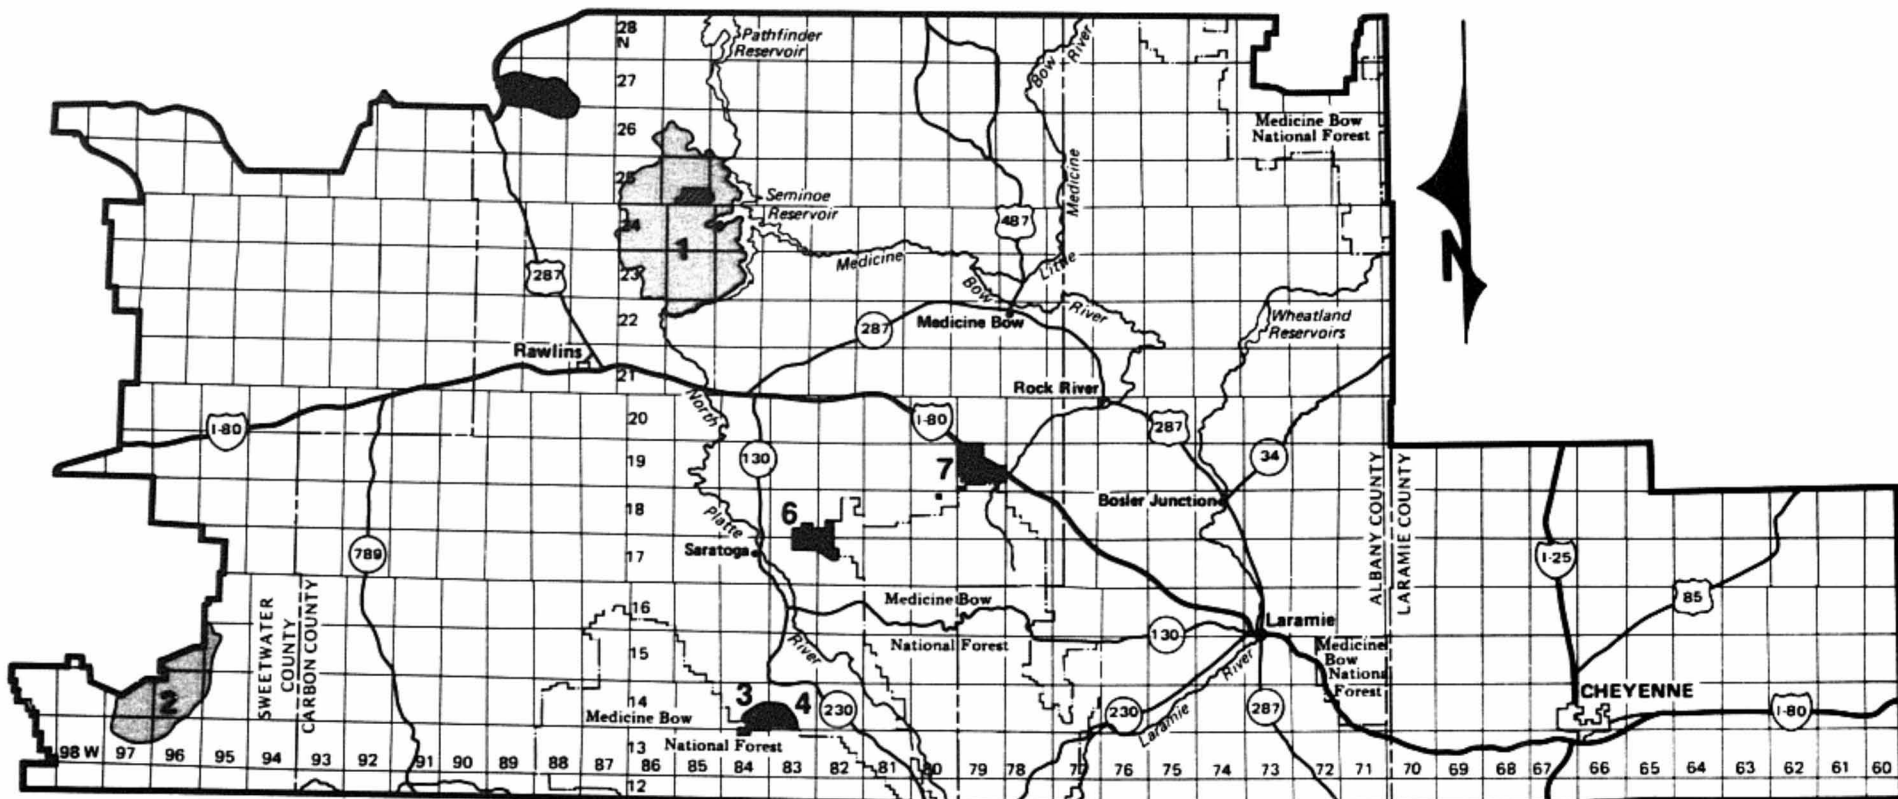 28
N
Pathfinder
Reservoir
27
Bow River
Medicine Bow
National Forest
26
25
Seminoe
Reservoir
Medicine
24
487
1
N
Medicine
Little
23
287
Bow
River
22
287
Medicine Bow
Wheatland
Reservoirs
Rawlins
21
Rock River
North
20
I-80
I-80
287
130
34
19
7
ALBANY COUNTY
LARAMIE COUNTY
18
Bosler Junction
6
Platte
17
Saratoga
789
I-25
SWEETWATER
COUNTY
CARBON COUNTY
16
Medicine Bow
National Forest
85
130
Laramie
River
15
Medicine
Bow
National
Forest
River
2
14
3
4
230
230
287
Laramie
CHEYENNE
I-80
Medicine Bow
National Forest
13
98 W 97 96 95 94 93 92 91 90 89 88 87 86 85 84 83 82 81 80 79 78 76 75 74 73 72 71 70 69 68 67 66 65 64 63 62 61 60
12